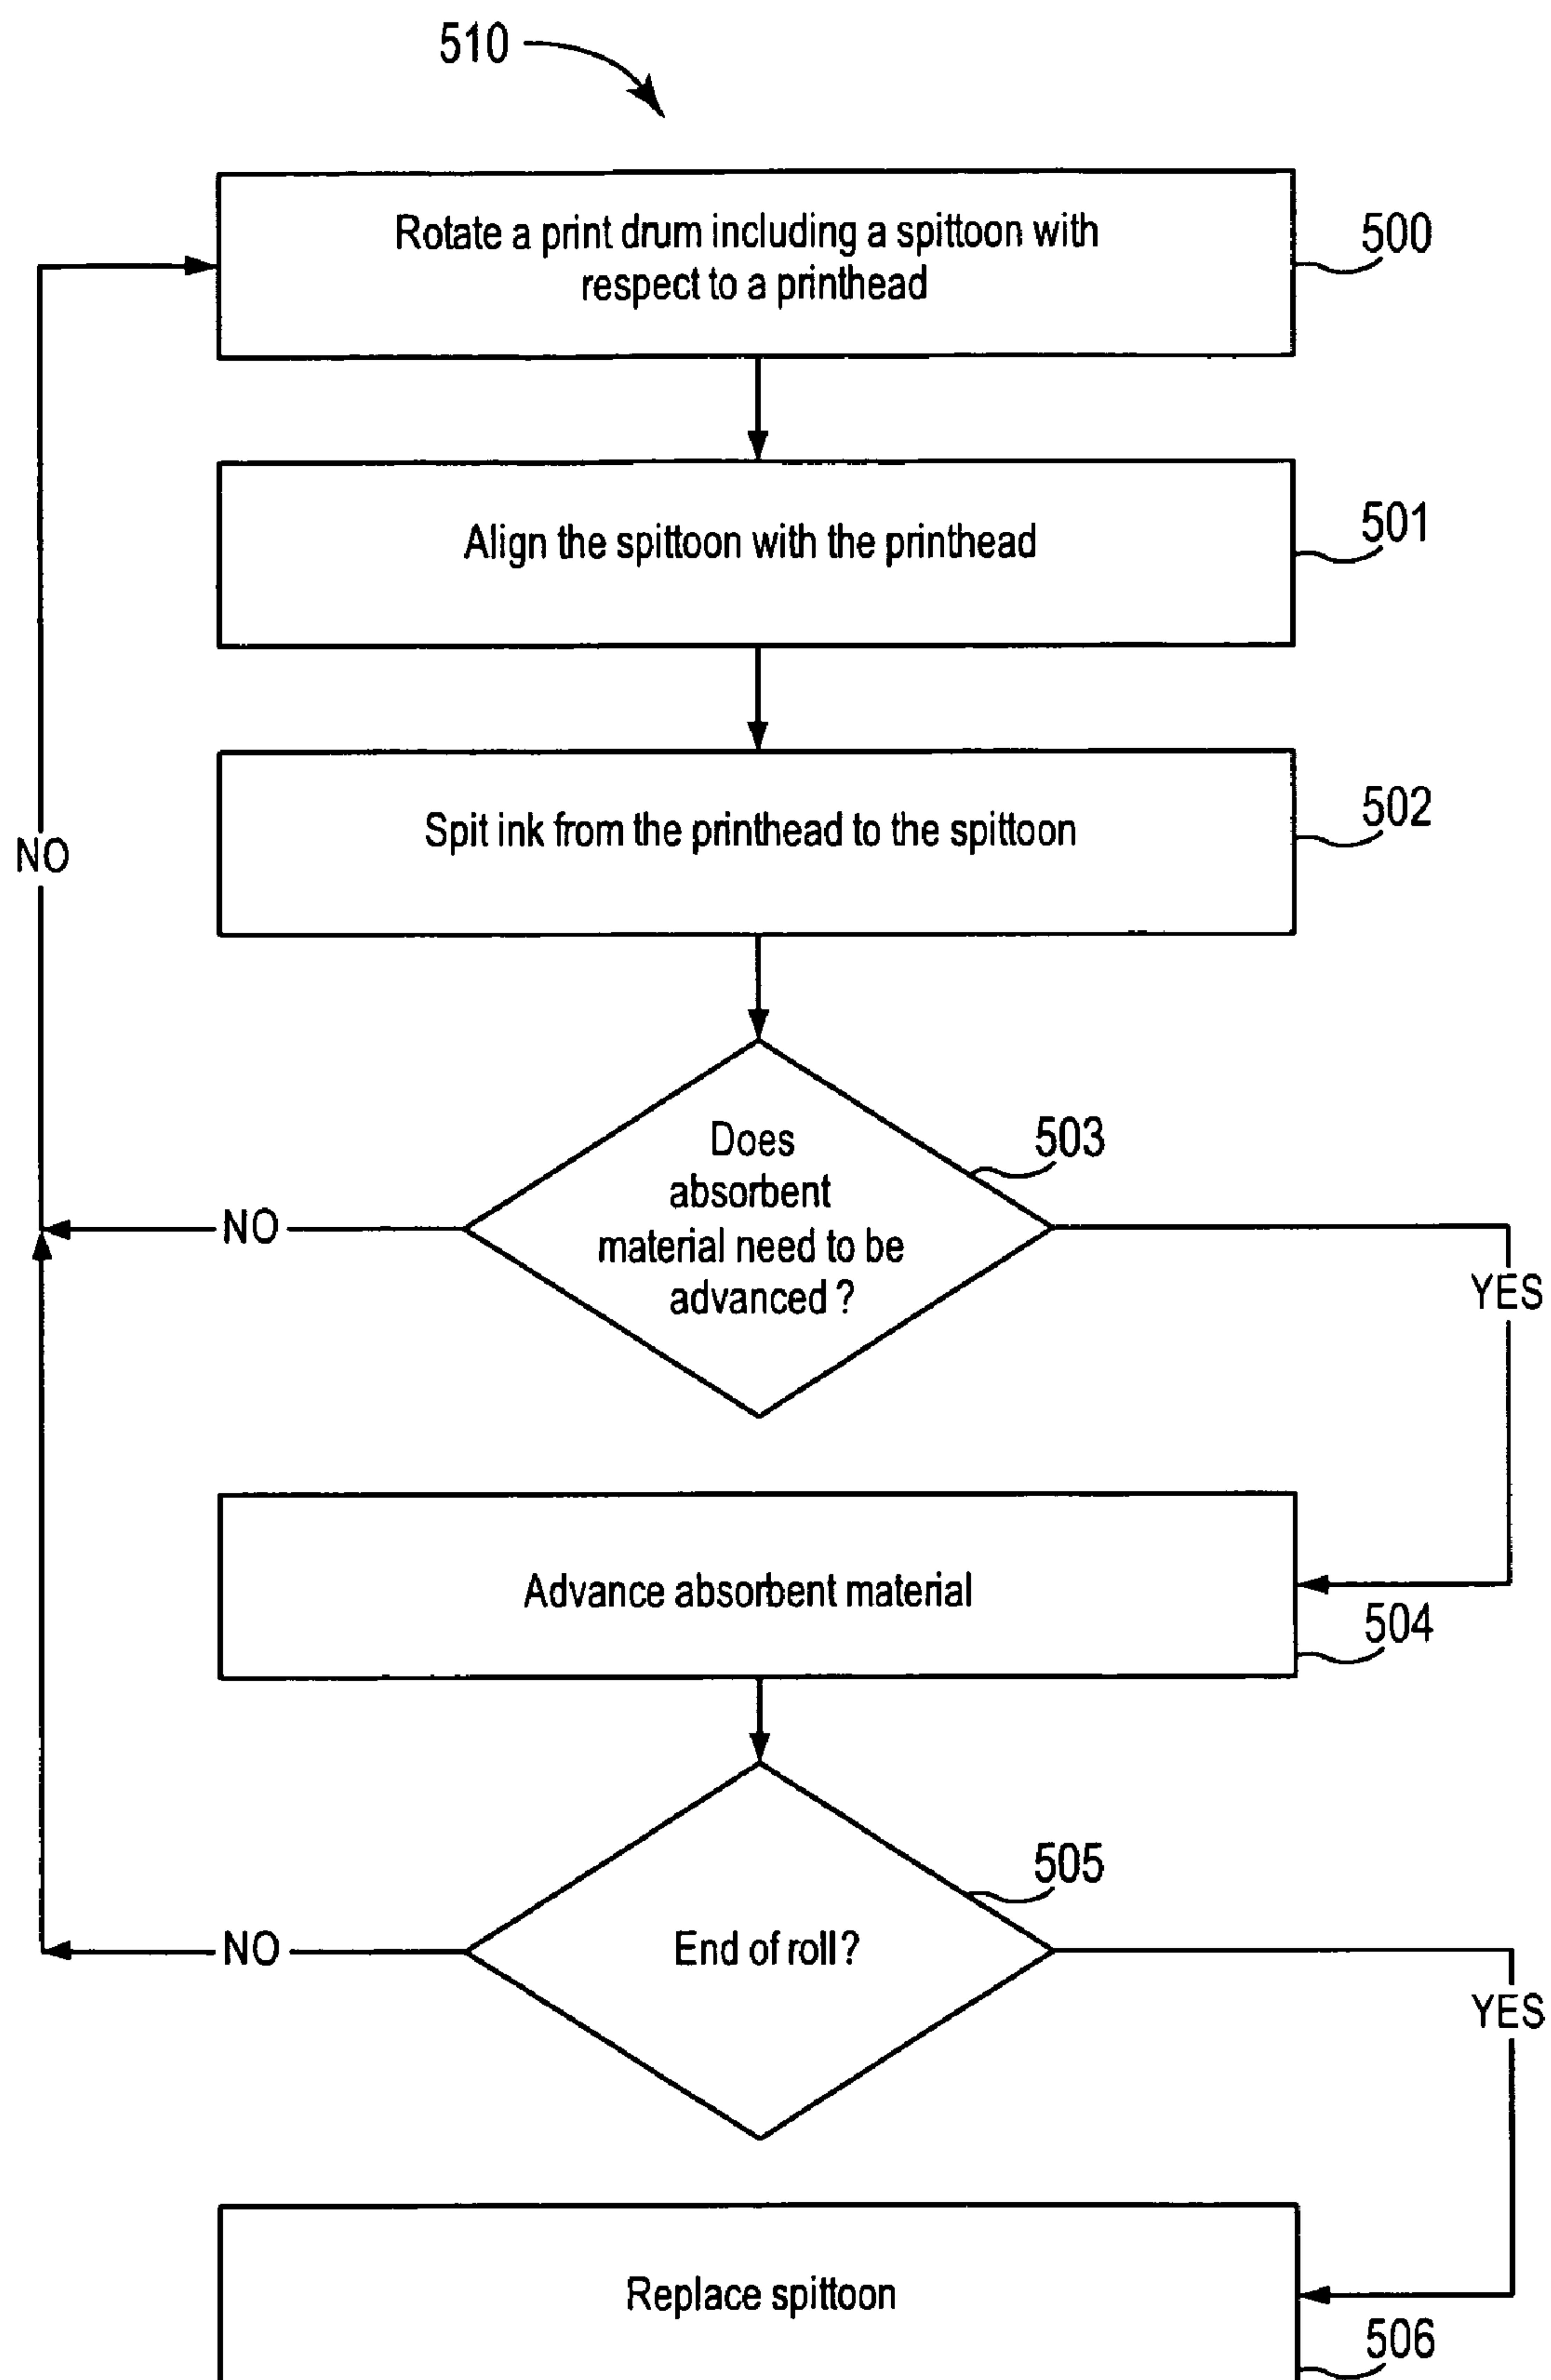 510
Rotate a print drum including a spittoon with
respect to a printhead
500
Align the spittoon with the printhead
501
Spit ink from the printhead to the spittoon
502
NO
Does
absorbent
material need to be
advanced ?
503
NO
YES
Advance absorbent material
504
End of roll?
505
NO
YES
Replace spittoon
506